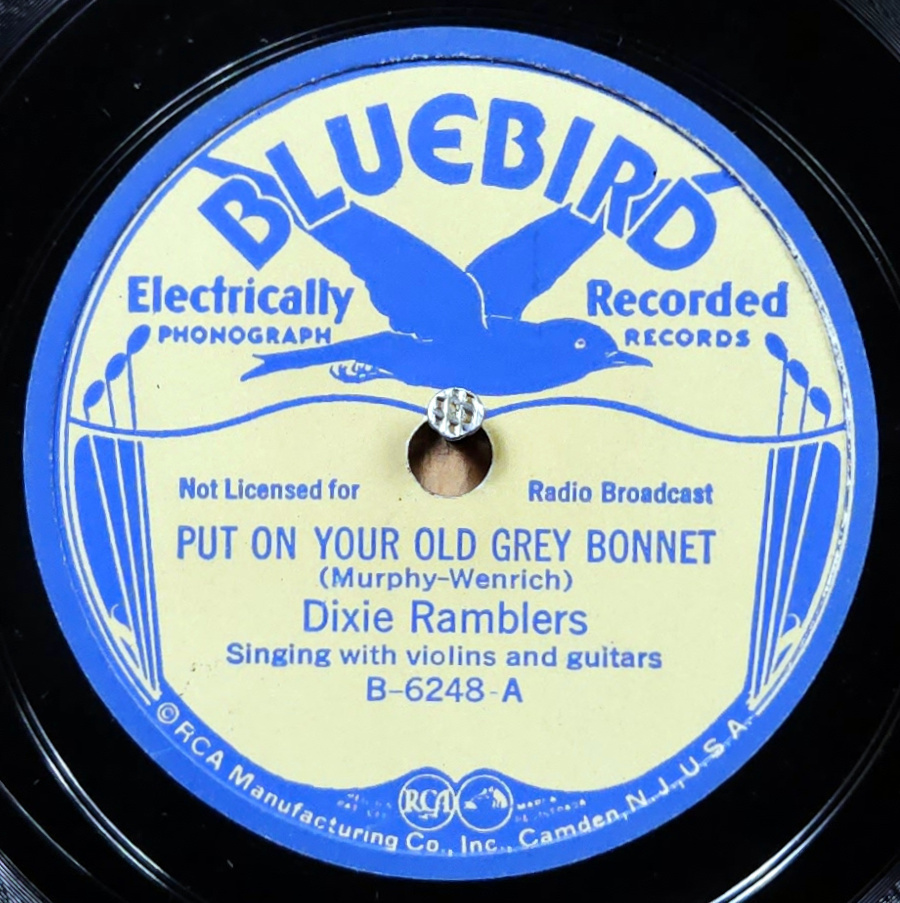 BLUEBIRD
Electrically Recorded
PHONOGRAPH RECORDS
Not Licensed for Radio Broadcast
PUT ON YOUR OLD GREY BONNET
(Murphy-Wenrich)
Dixie Ramblers
Singing with violins and guitars
B-6248-A
RCA
© RCA Manufacturing Co., Inc., Camden, N.J., U.S.A.